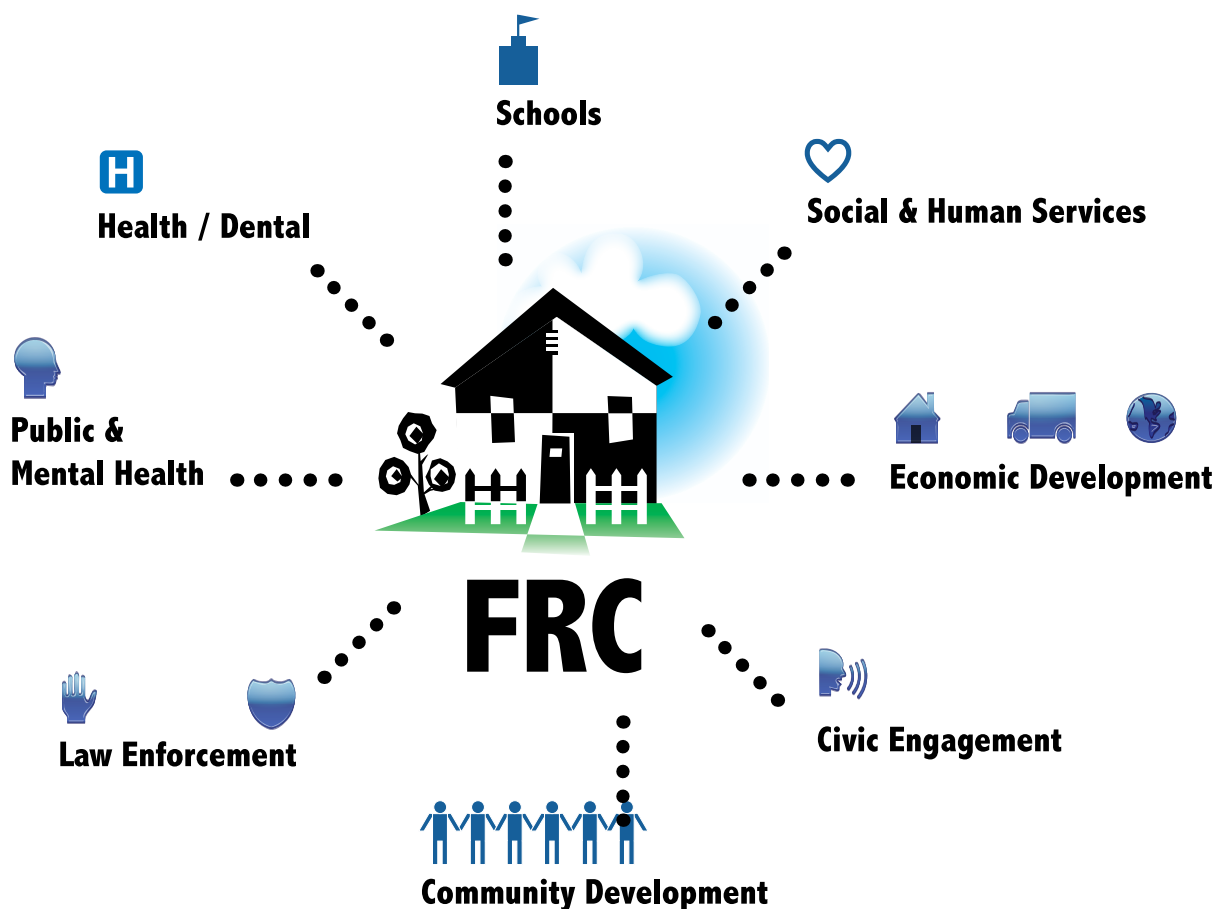 Schools
H
Health / Dental
Social & Human Services
Public &
Mental Health
Economic Development
FRC
Law Enforcement
Civic Engagement
Community Development